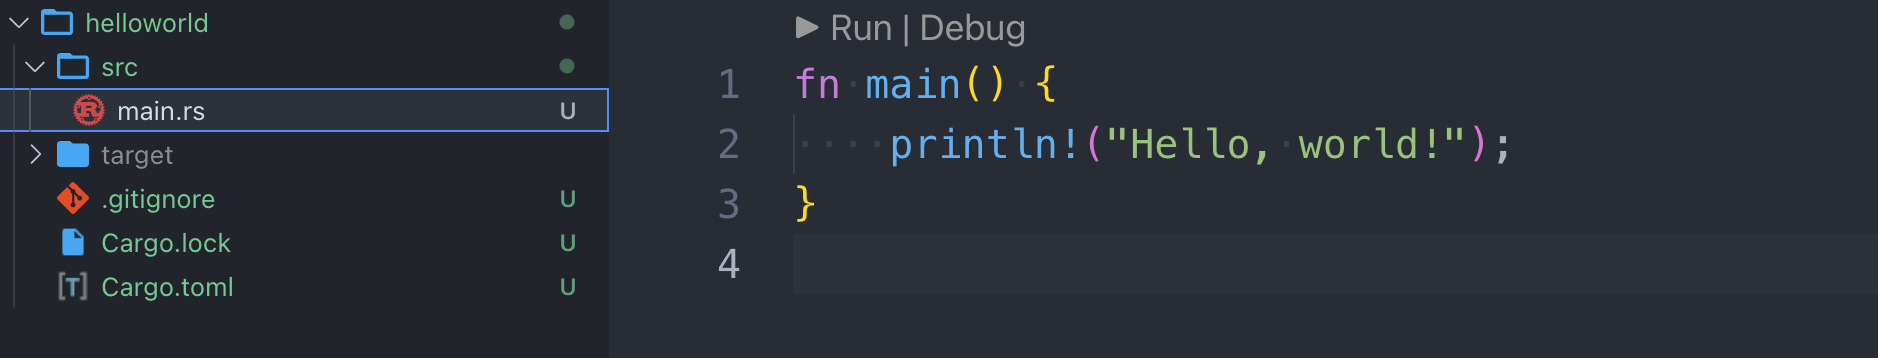 helloworld
src
main.rs U
target
.gitignore U
Cargo.lock U
Cargo.toml U
Run | Debug
1 fn main() {
2     println!("Hello, world!");
3 }
4